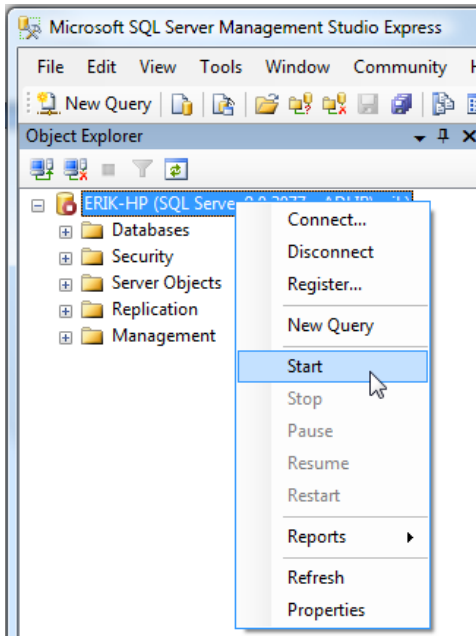 Microsoft SQL Server Management Studio Express
File Edit View Tools Window Community
New Query
Object Explorer
ERIK-HP (SQL Server
Databases
Security
Server Objects
Replication
Management
Connect...
Disconnect
Register...
New Query
Start
Stop
Pause
Resume
Restart
Reports
Refresh
Properties